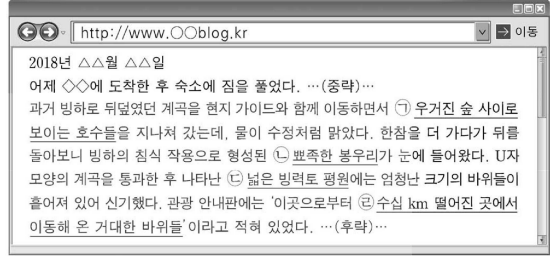 http://www.○○blog.kr
이동
2018년 △△월 △△일
어제 ◇◇에 도착한 후 숙소에 짐을 풀었다. …(중략)…
과거 빙하로 뒤덮였던 계곡을 현지 가이드와 함께 이동하면서 ㉠ 우거진 숲 사이로
보이는 호수들을 지나쳐 갔는데, 물이 수정처럼 맑았다. 한참을 더 가다가 뒤를
돌아보니 빙하의 침식 작용으로 형성된 ㉡ 뾰족한 봉우리가 눈에 들어왔다. U자
모양의 계곡을 통과한 후 나타난 ㉢ 넓은 빙력토 평원에는 엄청난 크기의 바위들이
흩어져 있어 신기했다. 관광 안내판에는 '이곳으로부터 ㉣ 수십 km 떨어진 곳에서
이동해 온 거대한 바위들'이라고 적혀 있었다. …(후략)…